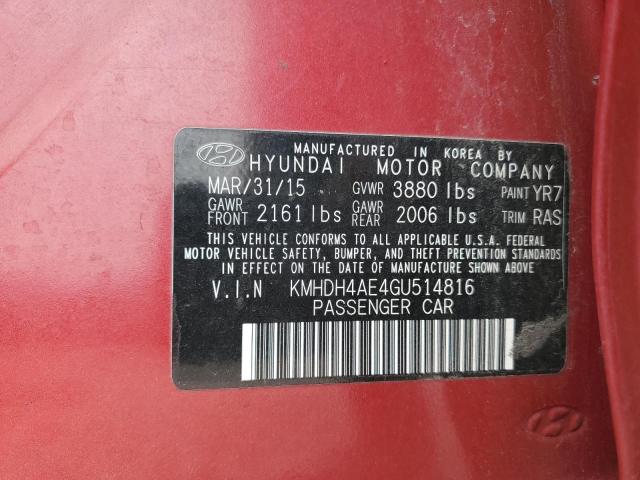 MANUFACTURED IN KOREA BY
HYUNDAI MOTOR COMPANY
MAR/31/15 GVWR 3880 lbs PAINT YR7
GAWR FRONT 2161 lbs GAWR REAR 2006 lbs TRIM RAS
THIS VEHICLE CONFORMS TO ALL APPLICABLE U.S.A. FEDERAL
MOTOR VEHICLE SAFETY, BUMPER, AND THEFT PREVENTION STANDARDS
IN EFFECT ON THE DATE OF MANUFACTURE SHOWN ABOVE.
V.I.N KMHDH4AE4GU514816
PASSENGER CAR